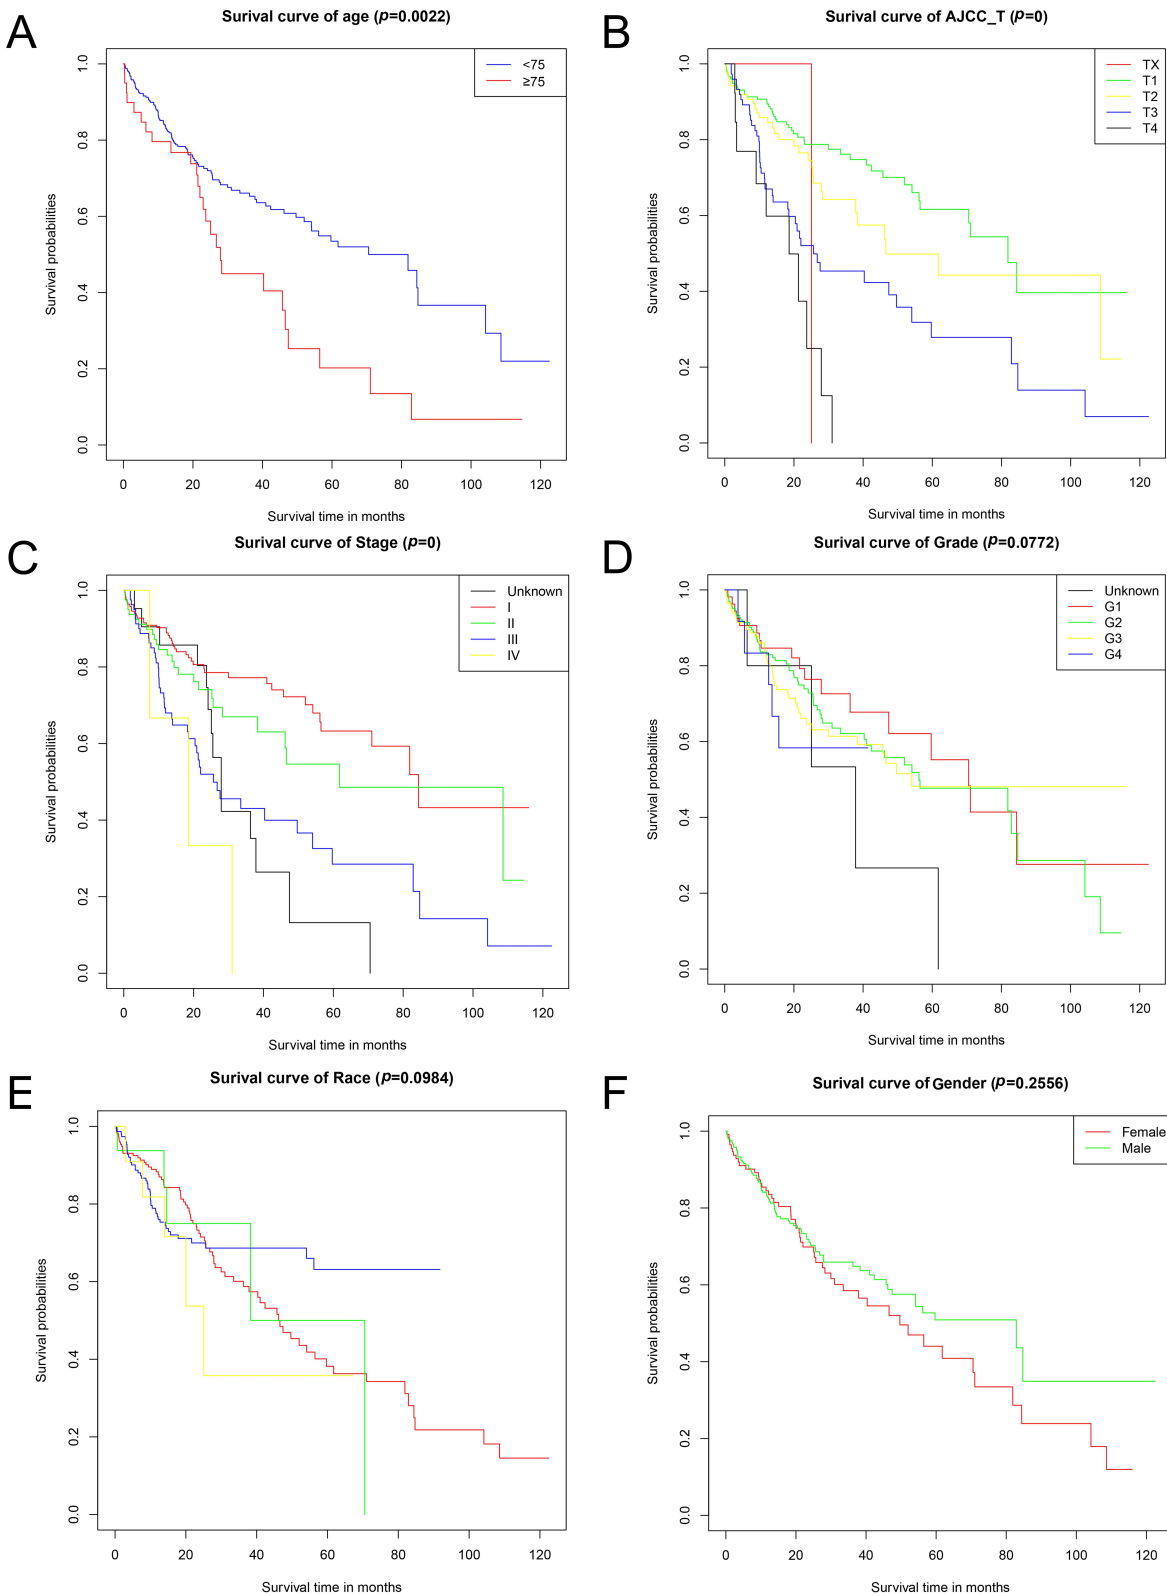 A
Surival curve of age (p=0.0022)
<75
≥75
Survival probabilities
0.0 0.2 0.4 0.6 0.8 1.0
0 20 40 60 80 100 120
Survival time in months
B
Surival curve of AJCC_T (p=0)
TX
T1
T2
T3
T4
Survival probabilities
0.0 0.2 0.4 0.6 0.8 1.0
0 20 40 60 80 100 120
Survival time in months
C
Surival curve of Stage (p=0)
Unknown
I
II
III
IV
Survival probabilities
0.0 0.2 0.4 0.6 0.8 1.0
0 20 40 60 80 100 120
Survival time in months
D
Surival curve of Grade (p=0.0772)
Unknown
G1
G2
G3
G4
Survival probabilities
0.0 0.2 0.4 0.6 0.8 1.0
0 20 40 60 80 100 120
Survival time in months
E
Surival curve of Race (p=0.0984)
Survival probabilities
0.0 0.2 0.4 0.6 0.8 1.0
0 20 40 60 80 100 120
Survival time in months
F
Surival curve of Gender (p=0.2556)
Female
Male
Survival probabilities
0.0 0.2 0.4 0.6 0.8 1.0
0 20 40 60 80 100 120
Survival time in months